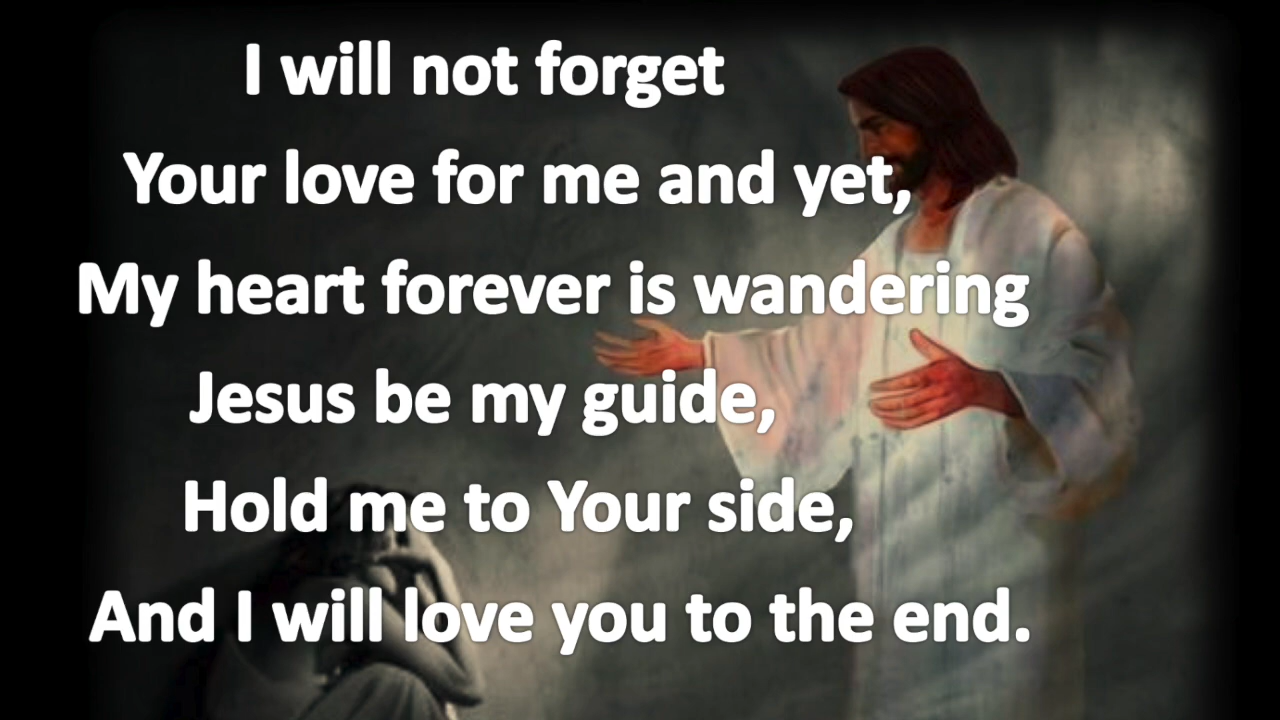 I will not forget
Your love for me and yet,
My heart forever is wandering
Jesus be my guide,
Hold me to Your side,
And I will love you to the end.